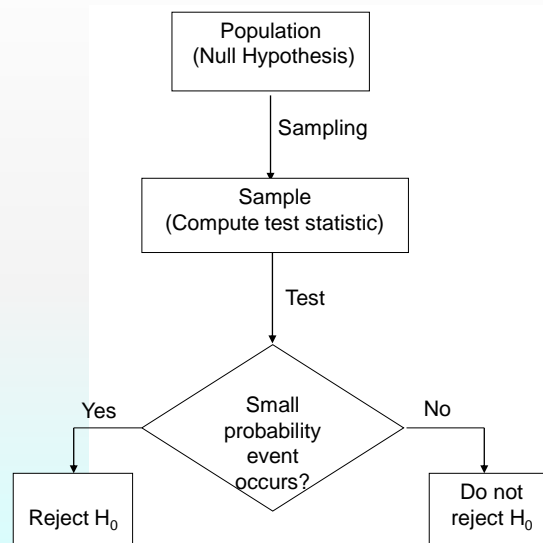 Population
(Null Hypothesis)
Sampling
Sample
(Compute test statistic)
Test
Small
probability
event
occurs?
Yes
No
Reject H₀
Do not
reject H₀